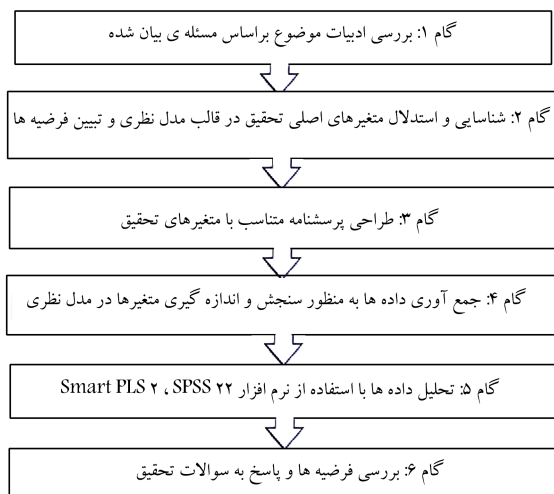 گام ۱: بررسی ادبیات موضوع براساس مسئله ی بیان شده
گام ۲: شناسایی و استدلال متغیرهای اصلی تحقیق در قالب مدل نظری و تبیین فرضیه ها
گام ۳: طراحی پرسشنامه متناسب با متغیرهای تحقیق
گام ۴: جمع آوری داده ها به منظور سنجش و اندازه گیری متغیرها در مدل نظری
گام ۵: تحلیل داده ها با استفاده از نرم افزار Smart PLS ۲ ، SPSS ۲۲
گام ۶: بررسی فرضیه ها و پاسخ به سوالات تحقیق